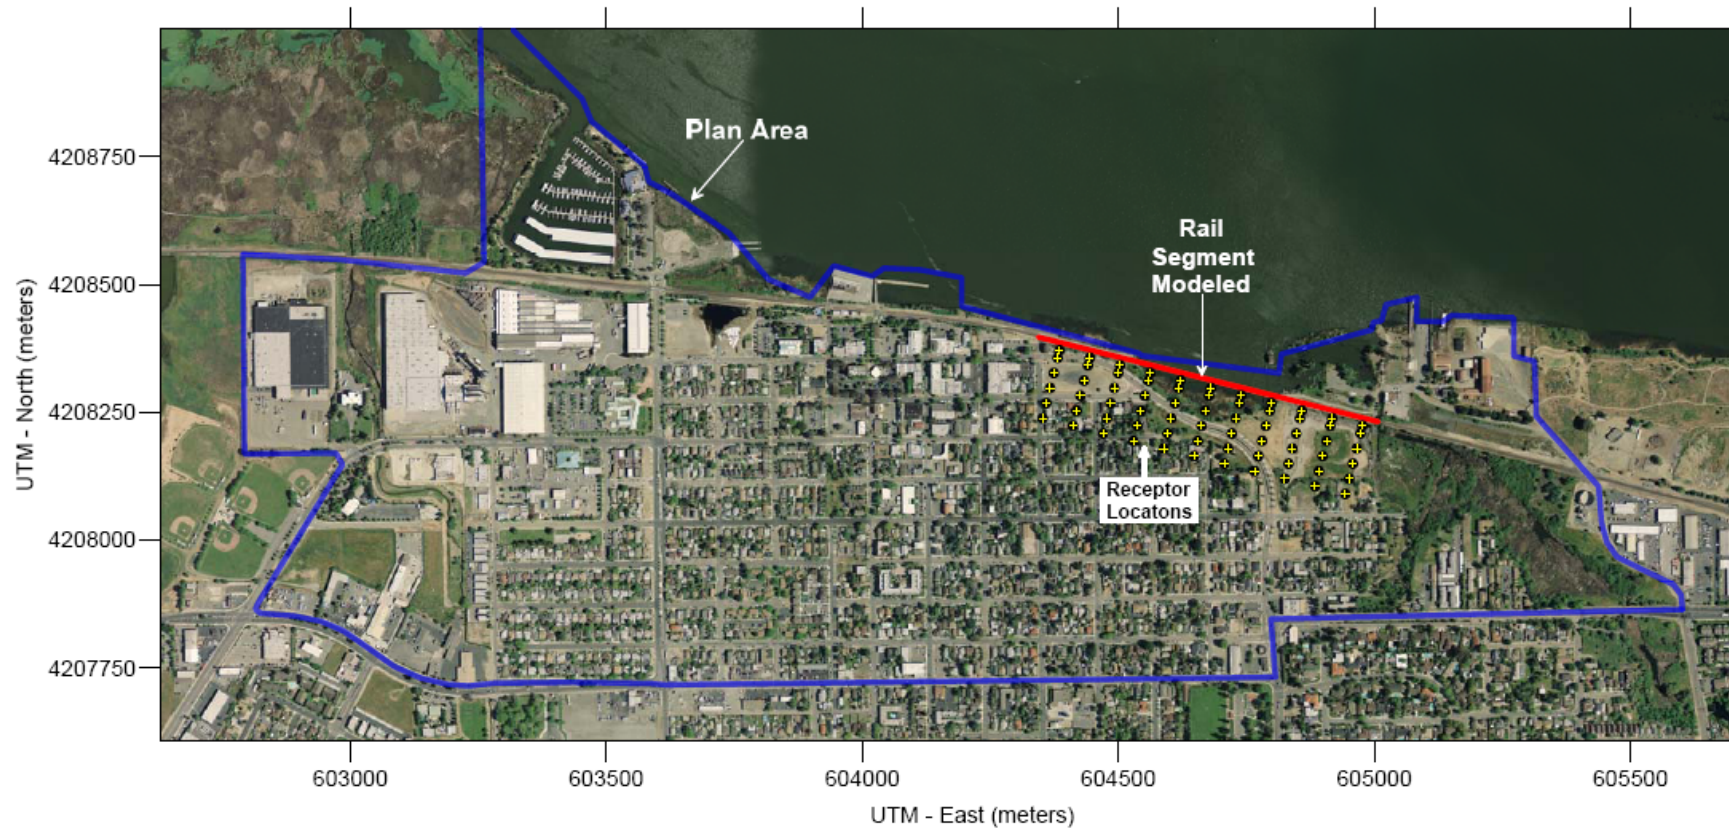 Plan Area
Rail
Segment
Modeled
Receptor
Locatons
UTM - North (meters)
4208750
4208500
4208250
4208000
4207750
603000
603500
604000
604500
605000
605500
UTM - East (meters)